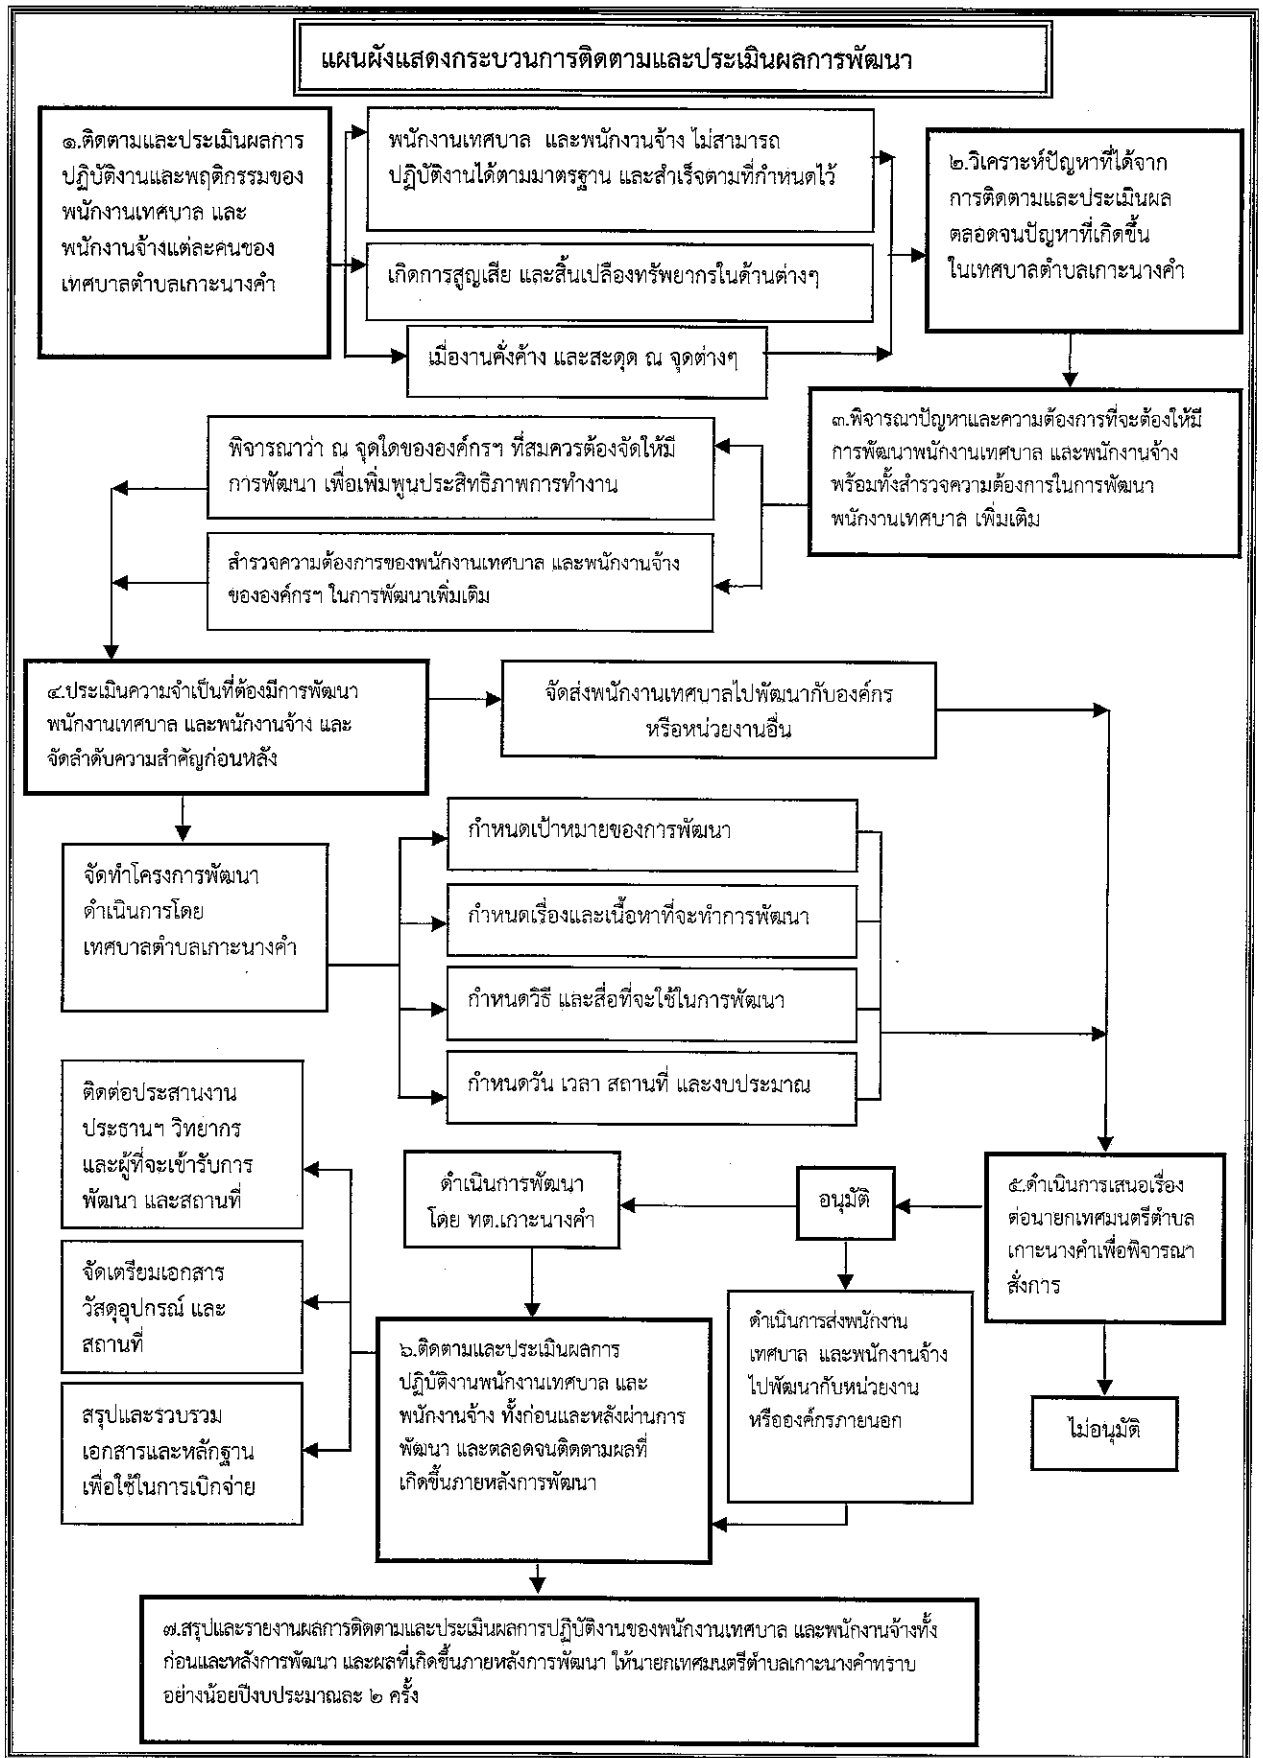 แผนผังแสดงกระบวนการติดตามและประเมินผลการพัฒนา
๑.ติดตามและประเมินผลการ
ปฏิบัติงานและพฤติกรรมของ
พนักงานเทศบาล และ
พนักงานจ้างแต่ละคนของ
เทศบาลตำบลเกาะนางคำ
พนักงานเทศบาล และพนักงานจ้าง ไม่สามารถ
ปฏิบัติงานได้ตามมาตรฐาน และสำเร็จตามที่กำหนดไว้
เกิดการสูญเสีย และสิ้นเปลืองทรัพยากรในด้านต่างๆ
เมื่องานคั่งค้าง และสะดุด ณ จุดต่างๆ
๒.วิเคราะห์ปัญหาที่ได้จาก
การติดตามและประเมินผล
ตลอดจนปัญหาที่เกิดขึ้น
ในเทศบาลตำบลเกาะนางคำ
๓.พิจารณาปัญหาและความต้องการที่จะต้องให้มี
การพัฒนาพนักงานเทศบาล และพนักงานจ้าง
พร้อมทั้งสำรวจความต้องการในการพัฒนา
พนักงานเทศบาล เพิ่มเติม
พิจารณาว่า ณ จุดใดขององค์กรฯ ที่สมควรต้องจัดให้มี
การพัฒนา เพื่อเพิ่มพูนประสิทธิภาพการทำงาน
สำรวจความต้องการของพนักงานเทศบาล และพนักงานจ้าง
ขององค์กรฯ ในการพัฒนาเพิ่มเติม
๔.ประเมินความจำเป็นที่ต้องมีการพัฒนา
พนักงานเทศบาล และพนักงานจ้าง และ
จัดลำดับความสำคัญก่อนหลัง
จัดส่งพนักงานเทศบาลไปพัฒนากับองค์กร
หรือหน่วยงานอื่น
จัดทำโครงการพัฒนา
ดำเนินการโดย
เทศบาลตำบลเกาะนางคำ
กำหนดเป้าหมายของการพัฒนา
กำหนดเรื่องและเนื้อหาที่จะทำการพัฒนา
กำหนดวิธี และสื่อที่จะใช้ในการพัฒนา
กำหนดวัน เวลา สถานที่ และงบประมาณ
ติดต่อประสานงาน
ประธานฯ วิทยากร
และผู้ที่จะเข้ารับการ
พัฒนา และสถานที่
จัดเตรียมเอกสาร
วัสดุอุปกรณ์ และ
สถานที่
สรุปและรวบรวม
เอกสารและหลักฐาน
เพื่อใช้ในการเบิกจ่าย
ดำเนินการพัฒนา
โดย ทต.เกาะนางคำ
อนุมัติ
๕.ดำเนินการเสนอเรื่อง
ต่อนายกเทศมนตรีตำบล
เกาะนางคำเพื่อพิจารณา
สั่งการ
๖.ติดตามและประเมินผลการ
ปฏิบัติงานพนักงานเทศบาล และ
พนักงานจ้าง ทั้งก่อนและหลังผ่านการ
พัฒนา และตลอดจนติดตามผลที่
เกิดขึ้นภายหลังการพัฒนา
ดำเนินการส่งพนักงาน
เทศบาล และพนักงานจ้าง
ไปพัฒนากับหน่วยงาน
หรือองค์กรภายนอก
ไม่อนุมัติ
๗.สรุปและรายงานผลการติดตามและประเมินผลการปฏิบัติงานของพนักงานเทศบาล และพนักงานจ้างทั้ง
ก่อนและหลังการพัฒนา และผลที่เกิดขึ้นภายหลังการพัฒนา ให้นายกเทศมนตรีตำบลเกาะนางคำทราบ
อย่างน้อยปีงบประมาณละ ๒ ครั้ง